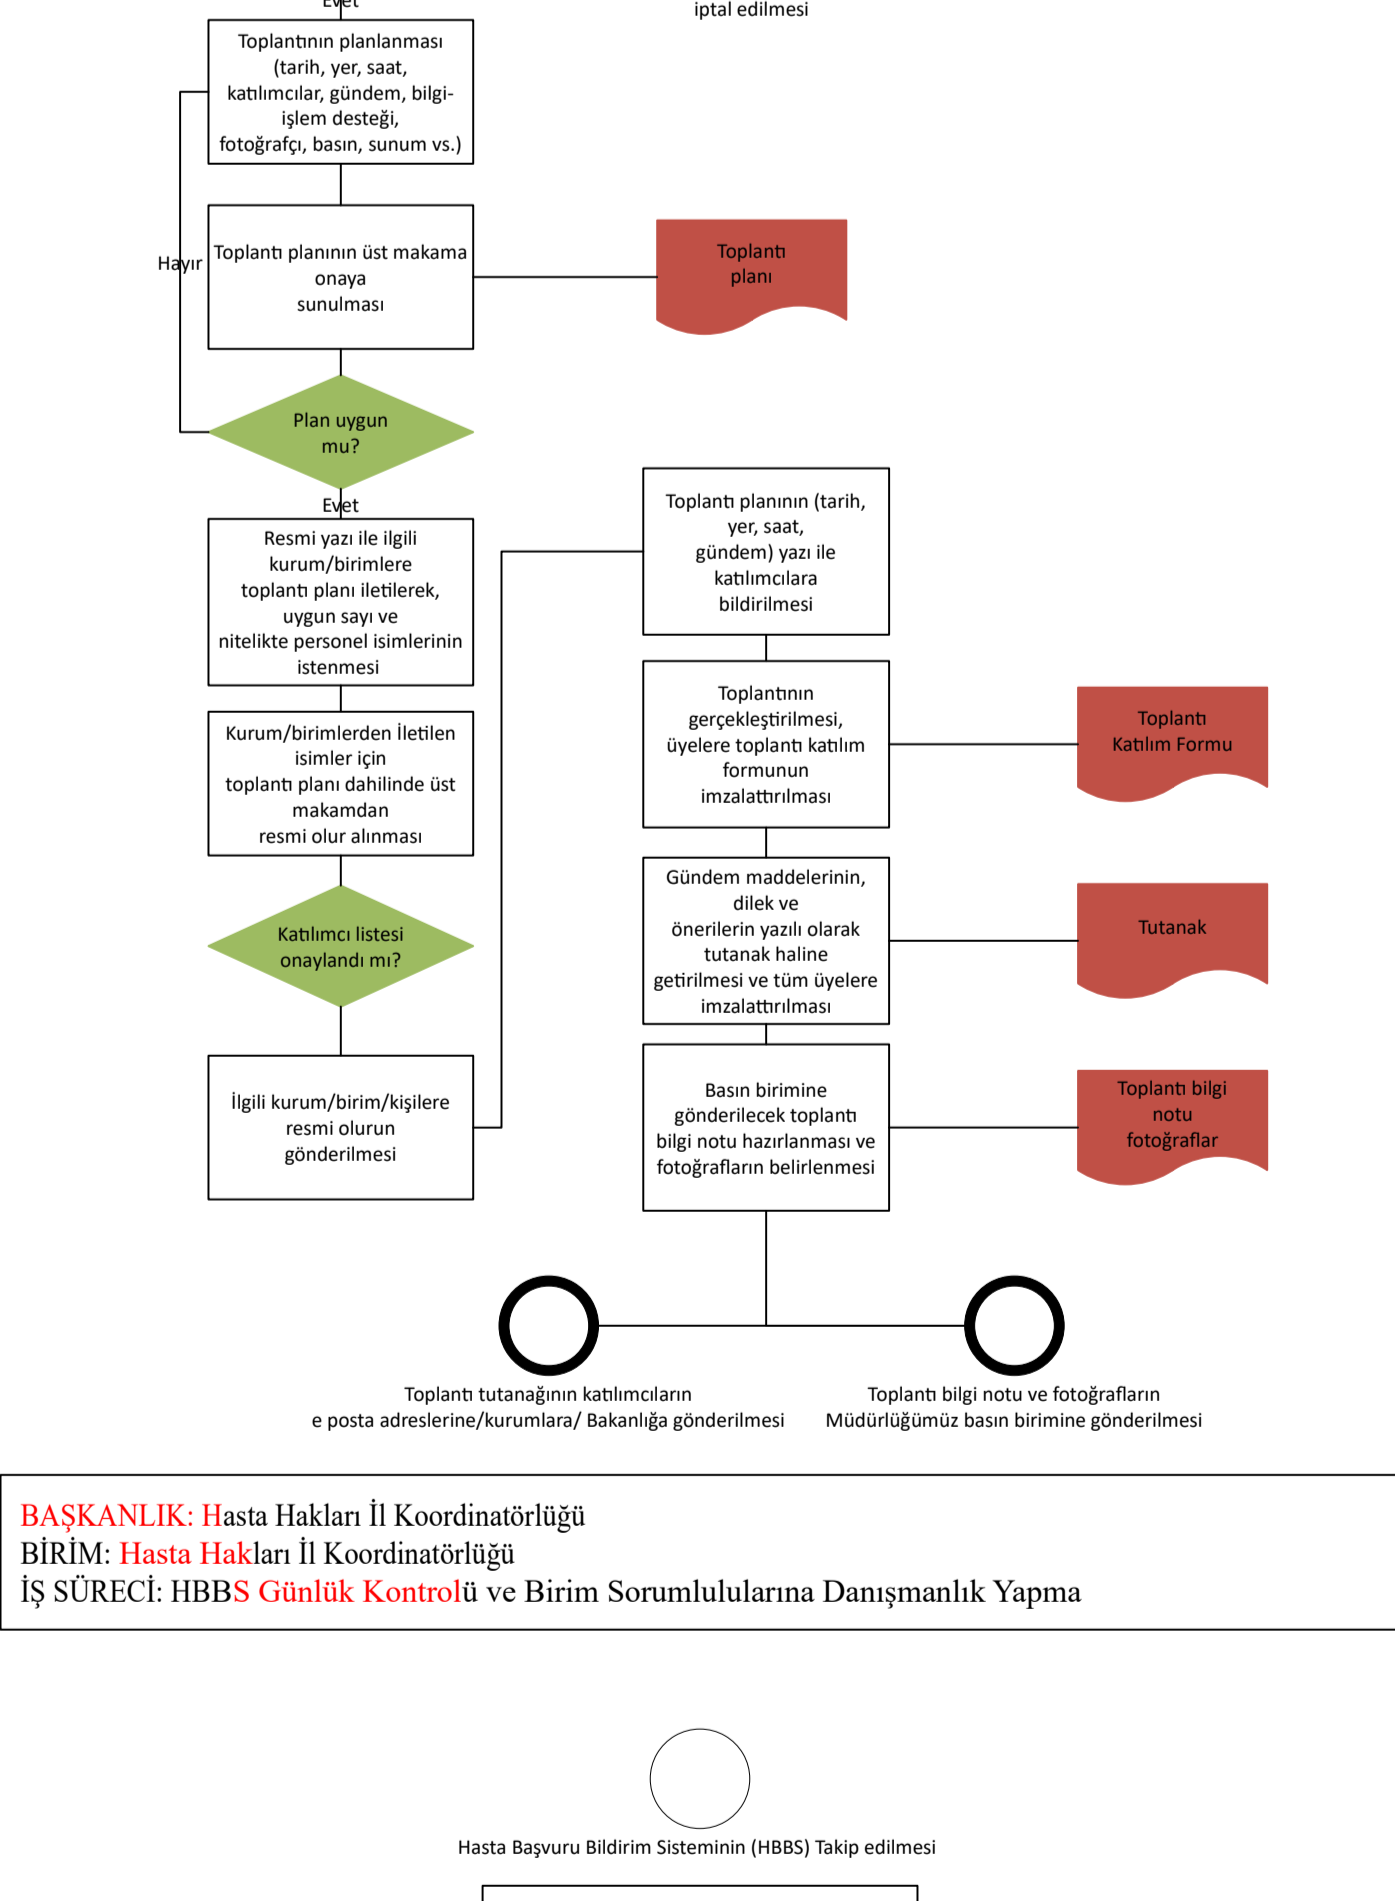 Evet
iptal edilmesi
Toplantının planlanması
(tarih, yer, saat,
katılımcılar, gündem, bilgi-
işlem desteği,
fotoğrafçı, basın, sunum vs.)
Hayır
Toplantı planının üst makama
onaya
sunulması
Toplantı
planı
Plan uygun
mu?
Evet
Resmi yazı ile ilgili
kurum/birimlere
toplantı planı iletilerek,
uygun sayı ve
nitelikte personel isimlerinin
istenmesi
Kurum/birimlerden İletilen
isimler için
toplantı planı dahilinde üst
makamdan
resmi olur alınması
Katılımcı listesi
onaylandı mı?
İlgili kurum/birim/kişilere
resmi olurun
gönderilmesi
Toplantı planının (tarih,
yer, saat,
gündem) yazı ile
katılımcılara
bildirilmesi
Toplantının
gerçekleştirilmesi,
üyelere toplantı katılım
formunun
imzalattırılması
Toplantı
Katılım Formu
Gündem maddelerinin,
dilek ve
önerilerin yazılı olarak
tutanak haline
getirilmesi ve tüm üyelere
imzalattırılması
Tutanak
Basın birimine
gönderilecek toplantı
bilgi notu hazırlanması ve
fotoğrafların belirlenmesi
Toplantı bilgi
notu
fotoğraflar
Toplantı tutanağının katılımcıların
e posta adreslerine/kurumlara/ Bakanlığa gönderilmesi
Toplantı bilgi notu ve fotoğrafların
Müdürlüğümüz basın birimine gönderilmesi
BAŞKANLIK: Hasta Hakları İl Koordinatörlüğü
BİRİM: Hasta Hakları İl Koordinatörlüğü
İŞ SÜRECİ: HBBS Günlük Kontrolü ve Birim Sorumlulularına Danışmanlık Yapma
Hasta Başvuru Bildirim Sisteminin (HBBS) Takip edilmesi